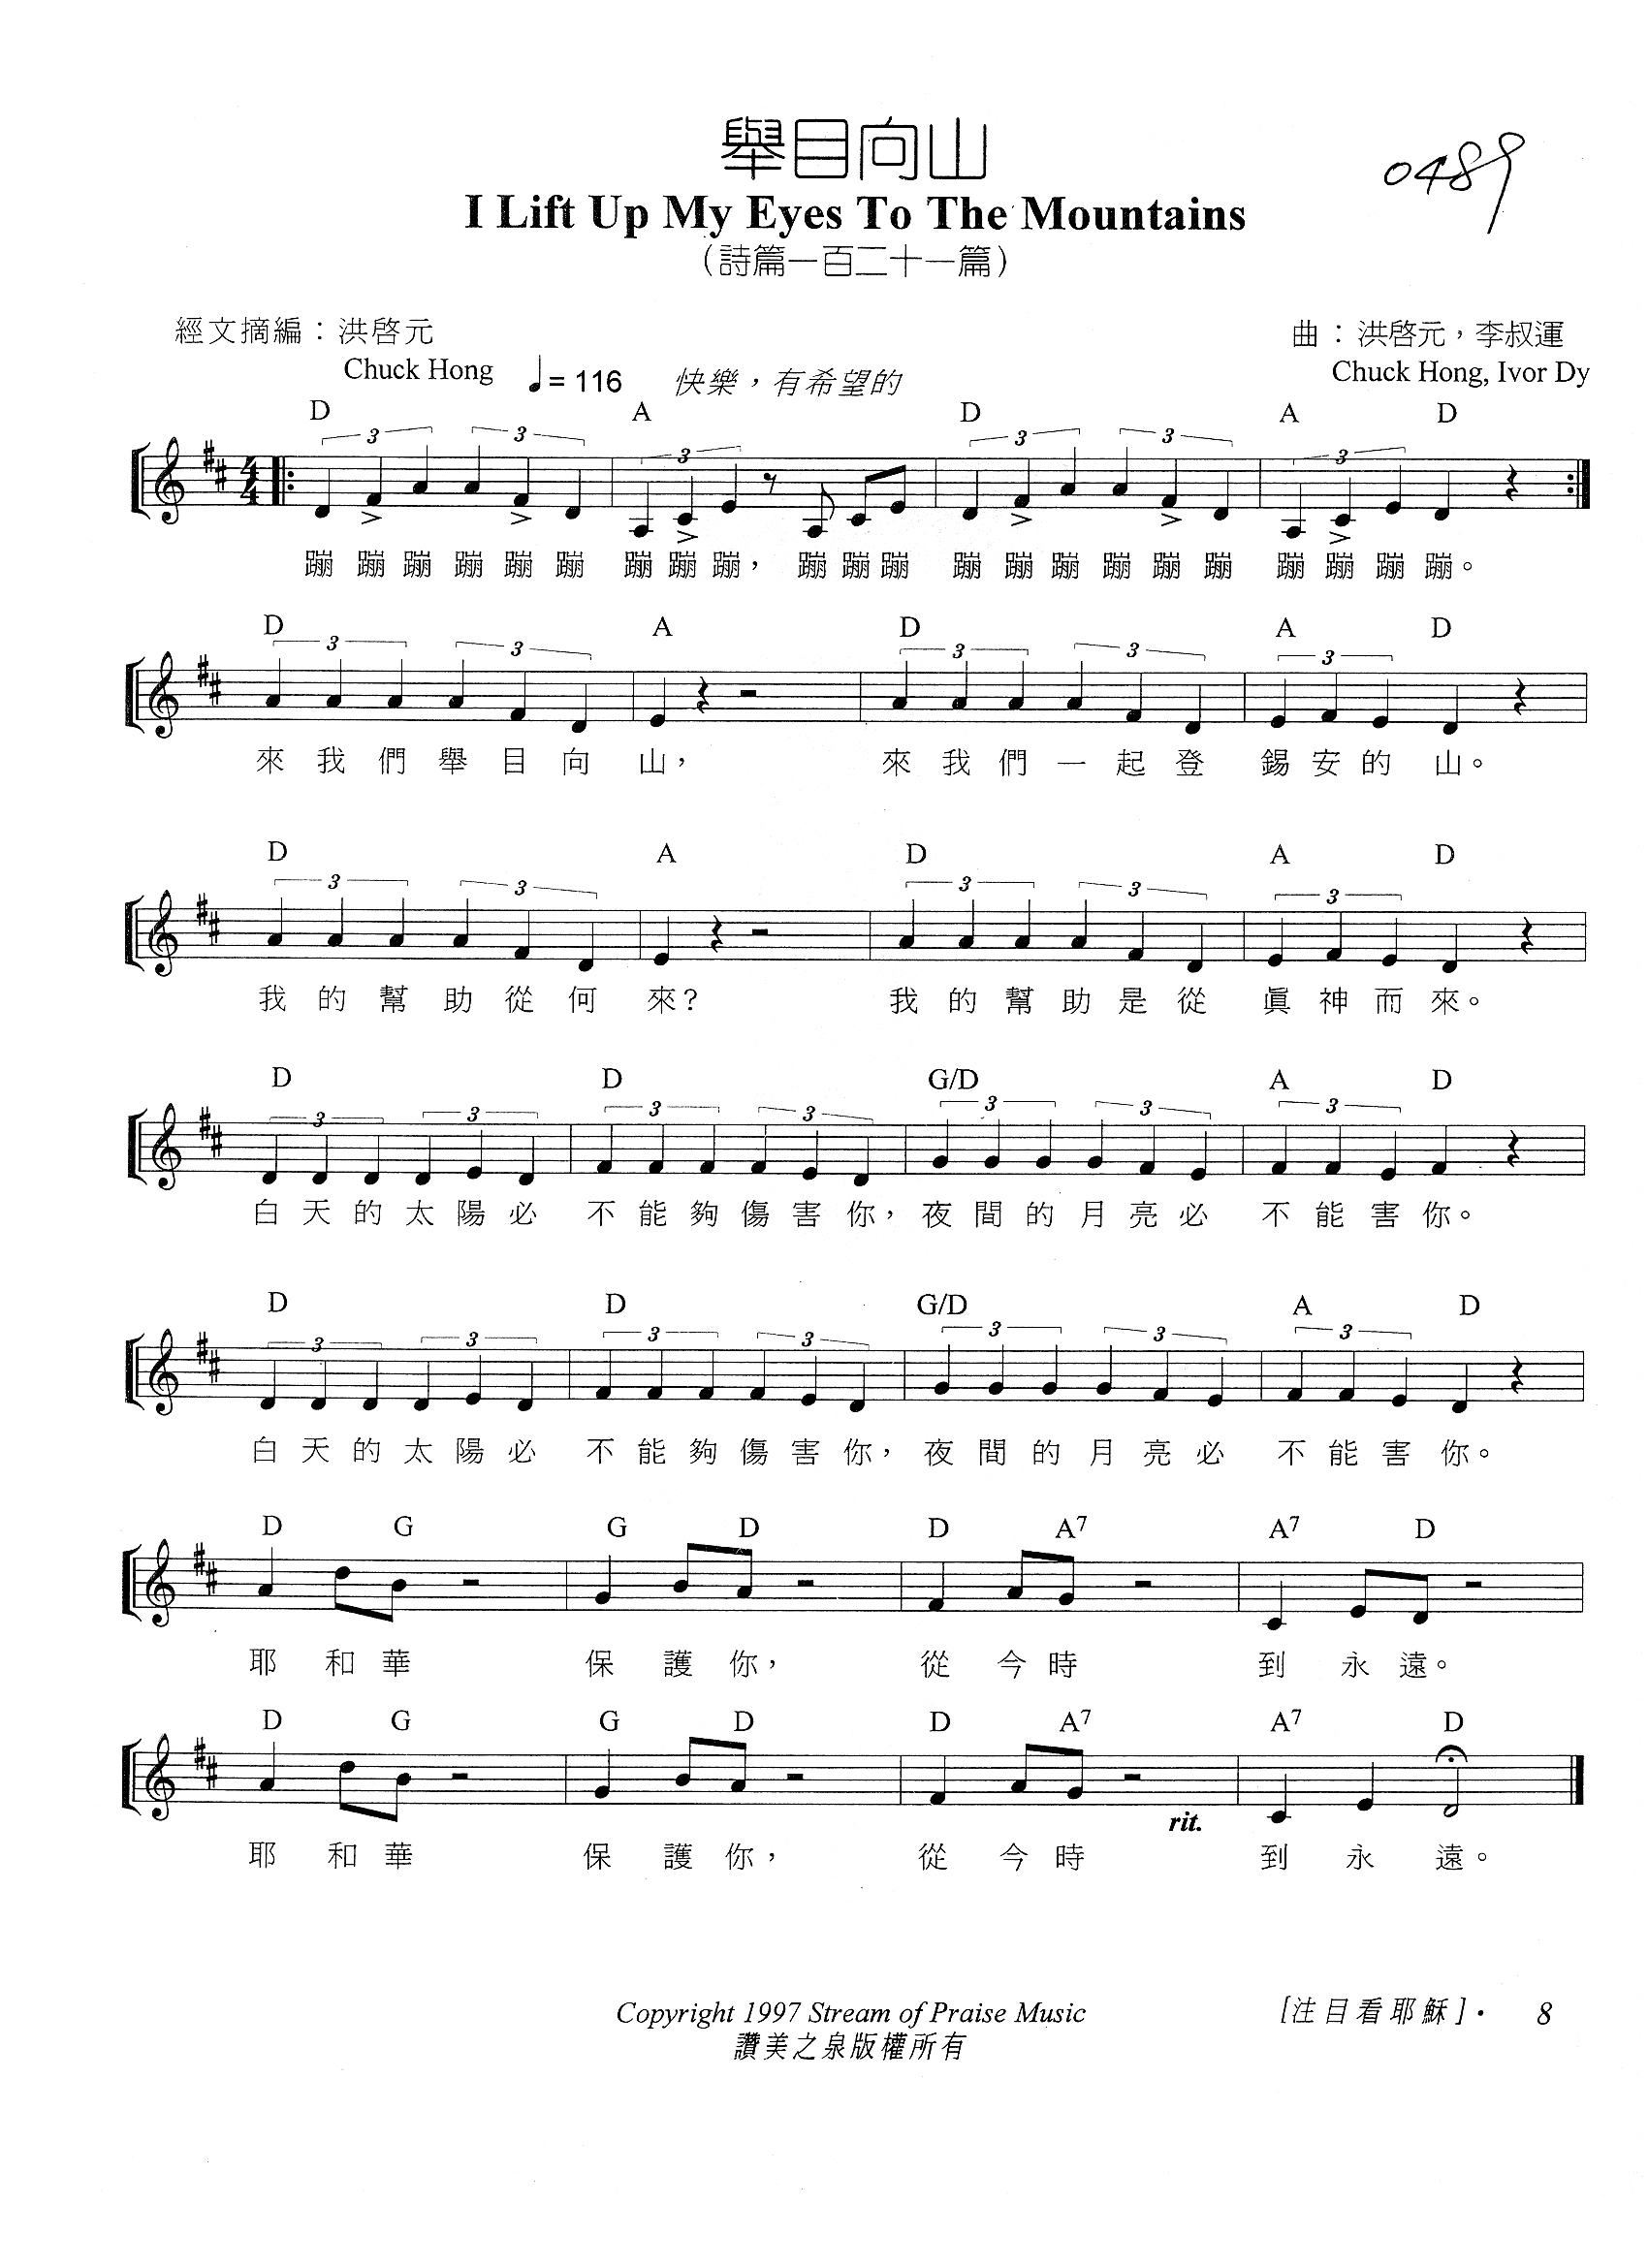 舉目向山
0489
I Lift Up My Eyes To The Mountains
（詩篇一百二十一篇）
經文摘編：洪啓元
曲：洪啓元，李叔運
Chuck Hong
♩= 116 快樂，有希望的
Chuck Hong, Ivor Dy
D A D A D
3 3 3 3 3 3
4/4
蹦 蹦 蹦 蹦 蹦 蹦 蹦 蹦 蹦， 蹦 蹦 蹦 蹦 蹦 蹦 蹦 蹦 蹦 蹦 蹦 蹦 蹦。
D A D A D
3 3 3 3 3
來 我 們 舉 目 向 山， 來 我 們 一 起 登 錫 安 的 山。
D A D A D
3 3 3 3 3
我 的 幫 助 從 何 來? 我 的 幫 助 是 從 眞 神 而 來。
D D G/D A D
3 3 3 3 3 3 3
白 天 的 太 陽 必 不 能 夠 傷 害 你， 夜 間 的 月 亮 必 不 能 害 你。
D D G/D A D
3 3 3 3 3 3 3
白 天 的 太 陽 必 不 能 夠 傷 害 你， 夜 間 的 月 亮 必 不 能 害 你。
D G G D D A7 A7 D
耶 和 華 保 護 你， 從 今 時 到 永 遠。
D G G D D A7 A7 D
rit.
耶 和 華 保 護 你， 從 今 時 到 永 遠。
Copyright 1997 Stream of Praise Music
[注目看耶穌]・ 8
讚美之泉版權所有